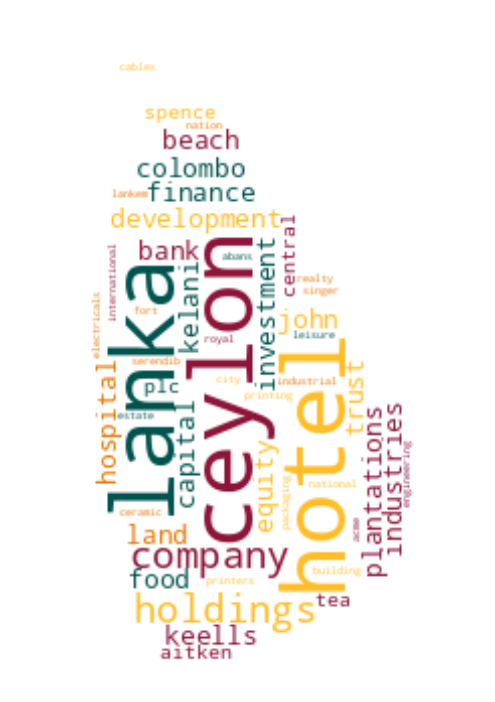 cables
spence
nation
beach
colombo
lankem
finance
development
central
bank
abans
international
lanka
ceylon
kelani
investment
realty
singer
electricals
fort
john
leisure
royal
hotel
serendib
hospital
plc
city
industrial
trust
printing
estate
capital
plantations
industries
equity
engineering
packaging
national
ceramic
acme
land
company
building
food
printers
holdings
tea
keells
aitken